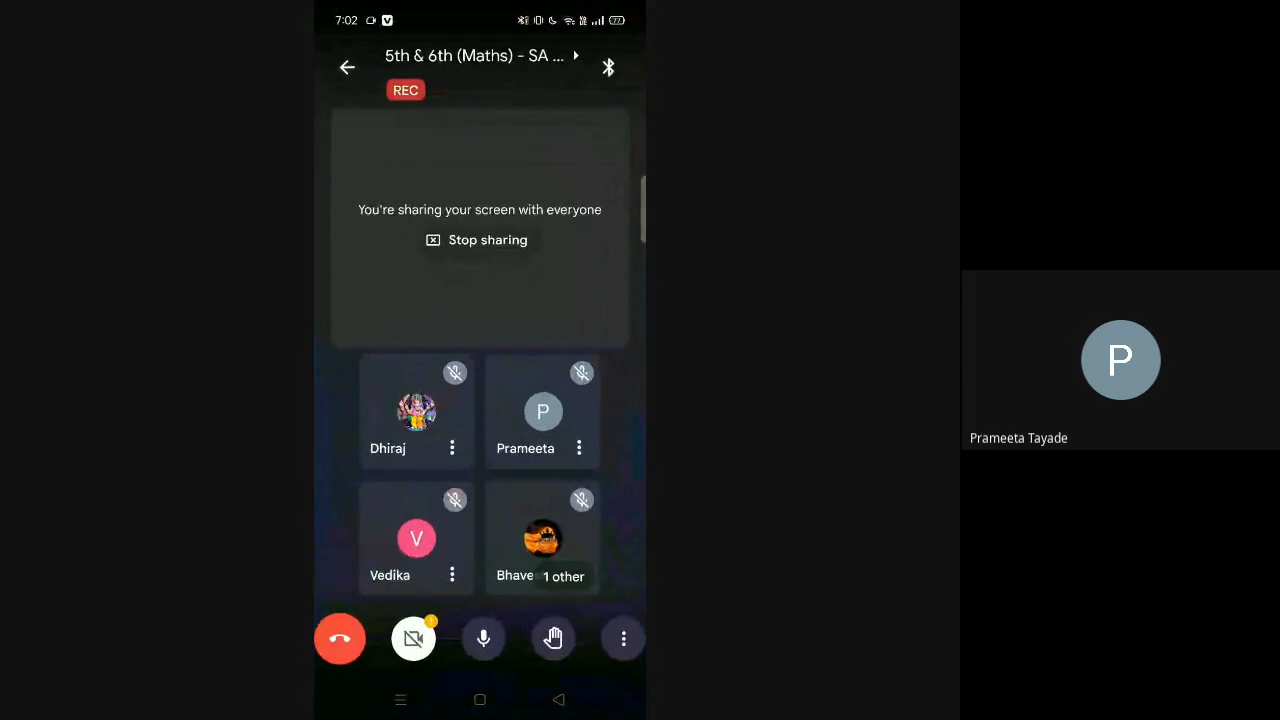 7:02
77
5th & 6th (Maths) - SA ...
REC
You're sharing your screen with everyone
Stop sharing
P
Dhiraj
Prameeta
V
Vedika
Bhave
1 other
P
Prameeta Tayade